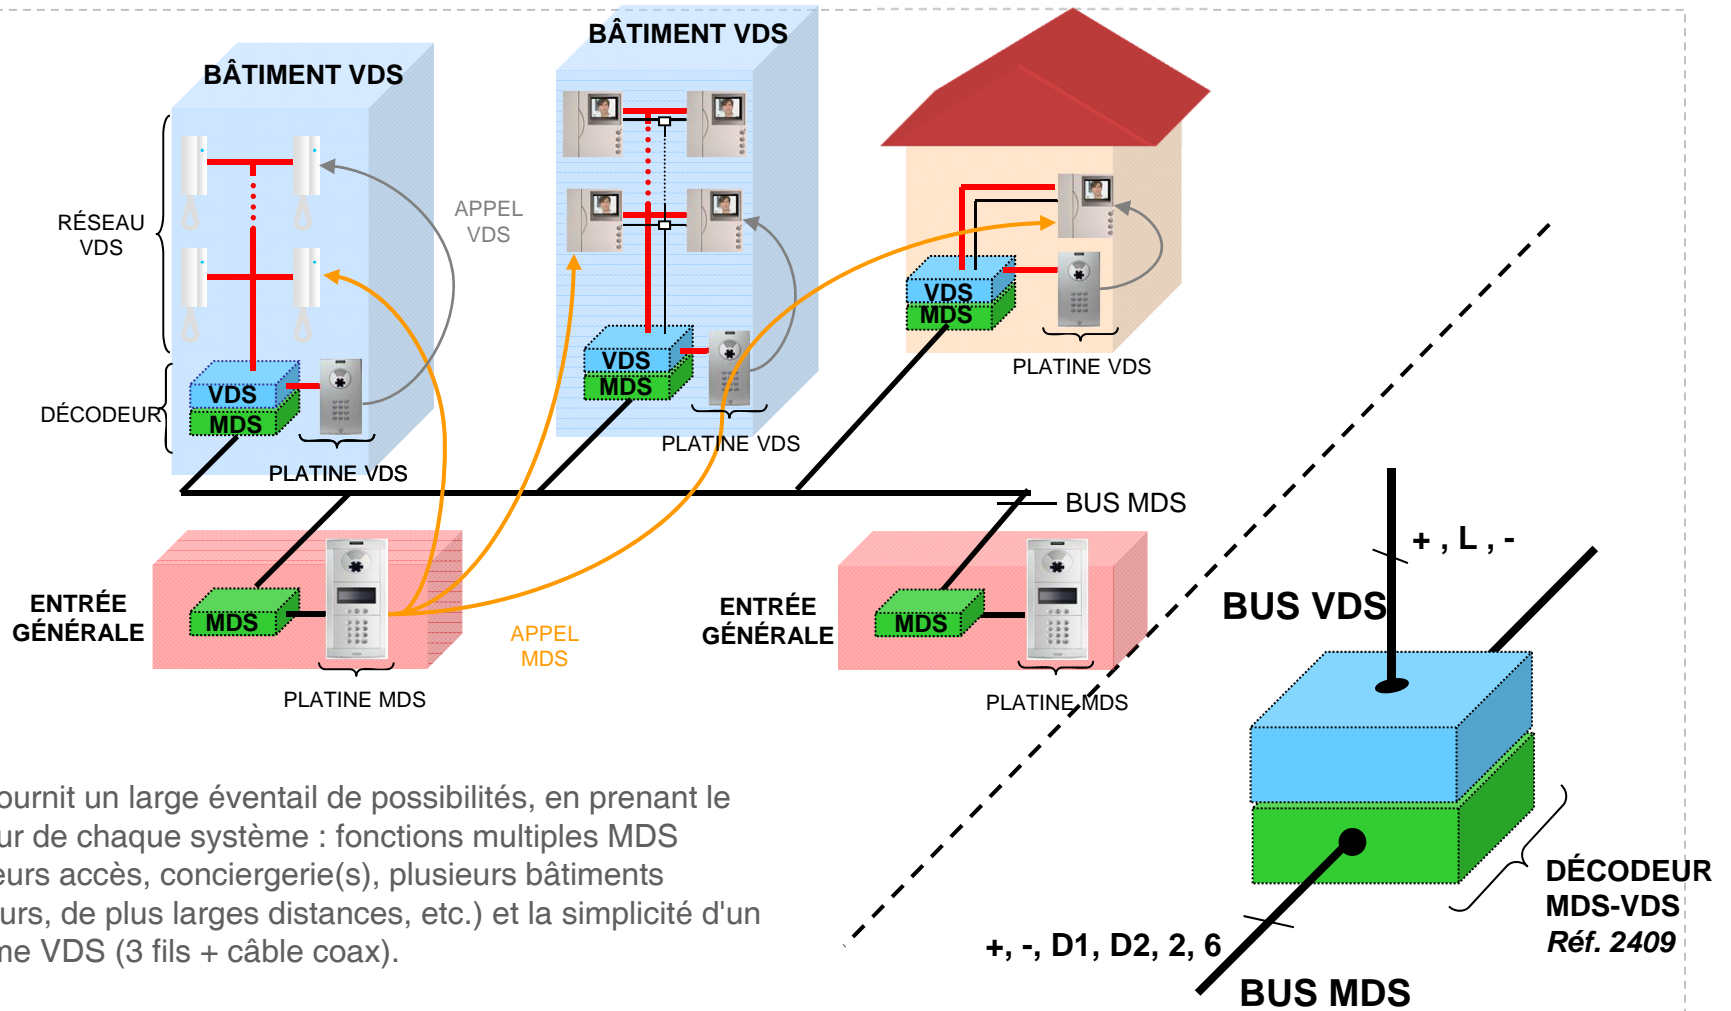 BÂTIMENT VDS
BÂTIMENT VDS
RÉSEAU
VDS
APPEL
VDS
VDS
MDS
VDS
MDS
VDS
MDS
DÉCODEUR
PLATINE VDS
PLATINE VDS
PLATINE VDS
BUS MDS
ENTRÉE
GÉNÉRALE
MDS
PLATINE MDS
APPEL
MDS
ENTRÉE
GÉNÉRALE
MDS
PLATINE MDS
+ , L , -
BUS VDS
DÉCODEUR
MDS-VDS
Réf. 2409
+, -, D1, D2, 2, 6
BUS MDS
ournit un large éventail de possibilités, en prenant le
ur de chaque système : fonctions multiples MDS
eurs accès, conciergerie(s), plusieurs bâtiments
urs, de plus larges distances, etc.) et la simplicité d'un
me VDS (3 fils + câble coax).